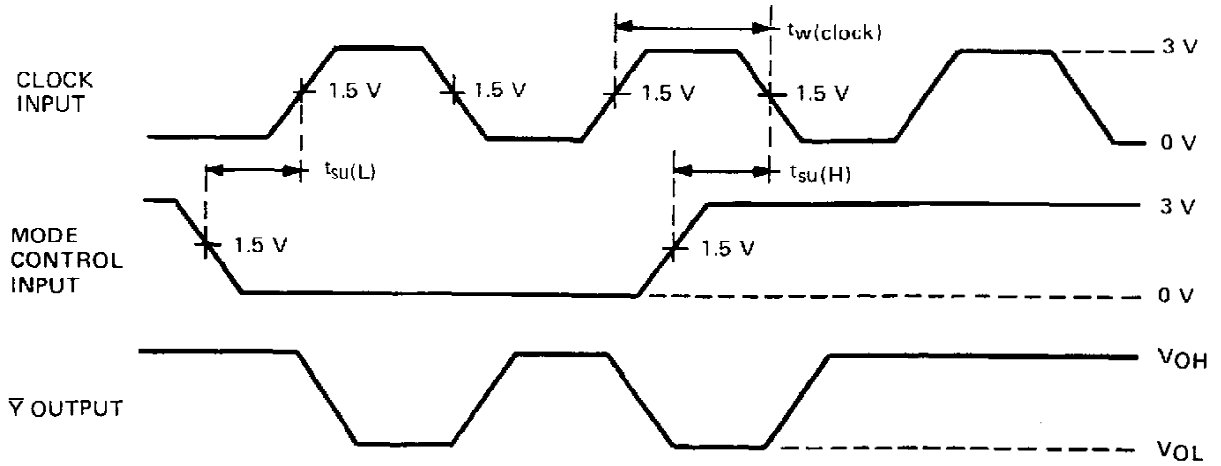 tw(clock)
3 V
CLOCK
INPUT
1.5 V
1.5 V
1.5 V
1.5 V
0 V
tsu(L)
tsu(H)
3 V
MODE
CONTROL
INPUT
1.5 V
1.5 V
0 V
VOH
Y̅ OUTPUT
VOL